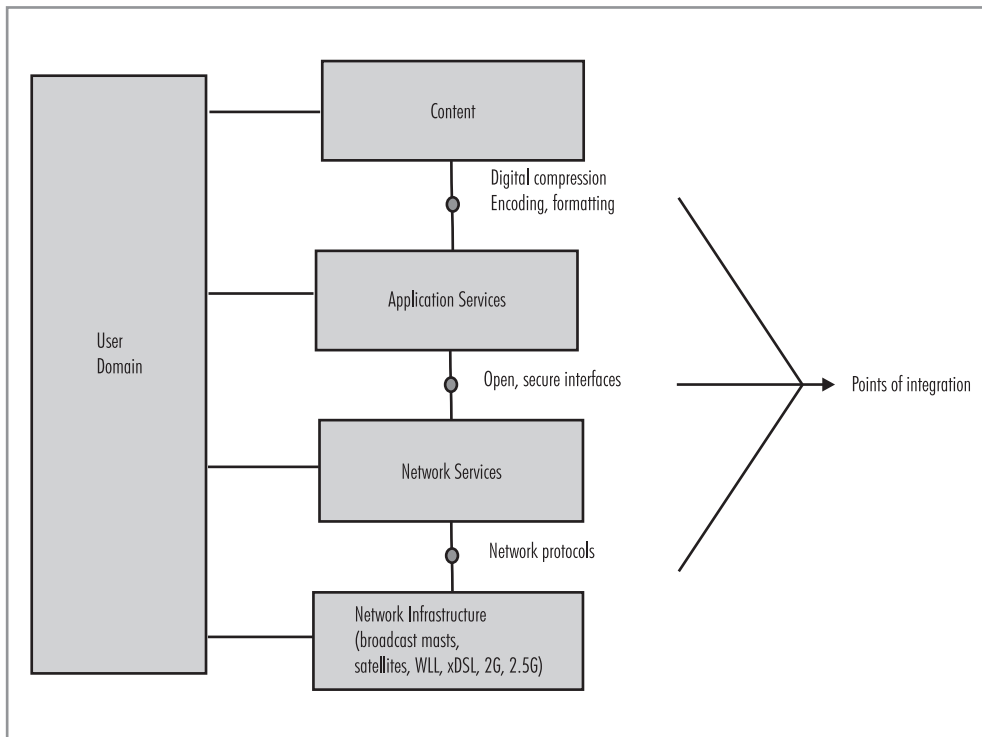 User
Domain
Content
Digital compression
Encoding, formatting
Application Services
Open, secure interfaces
Points of integration
Network Services
Network protocols
Network Infrastructure
(broadcast masts,
satellites, WLL, xDSL, 2G, 2.5G)